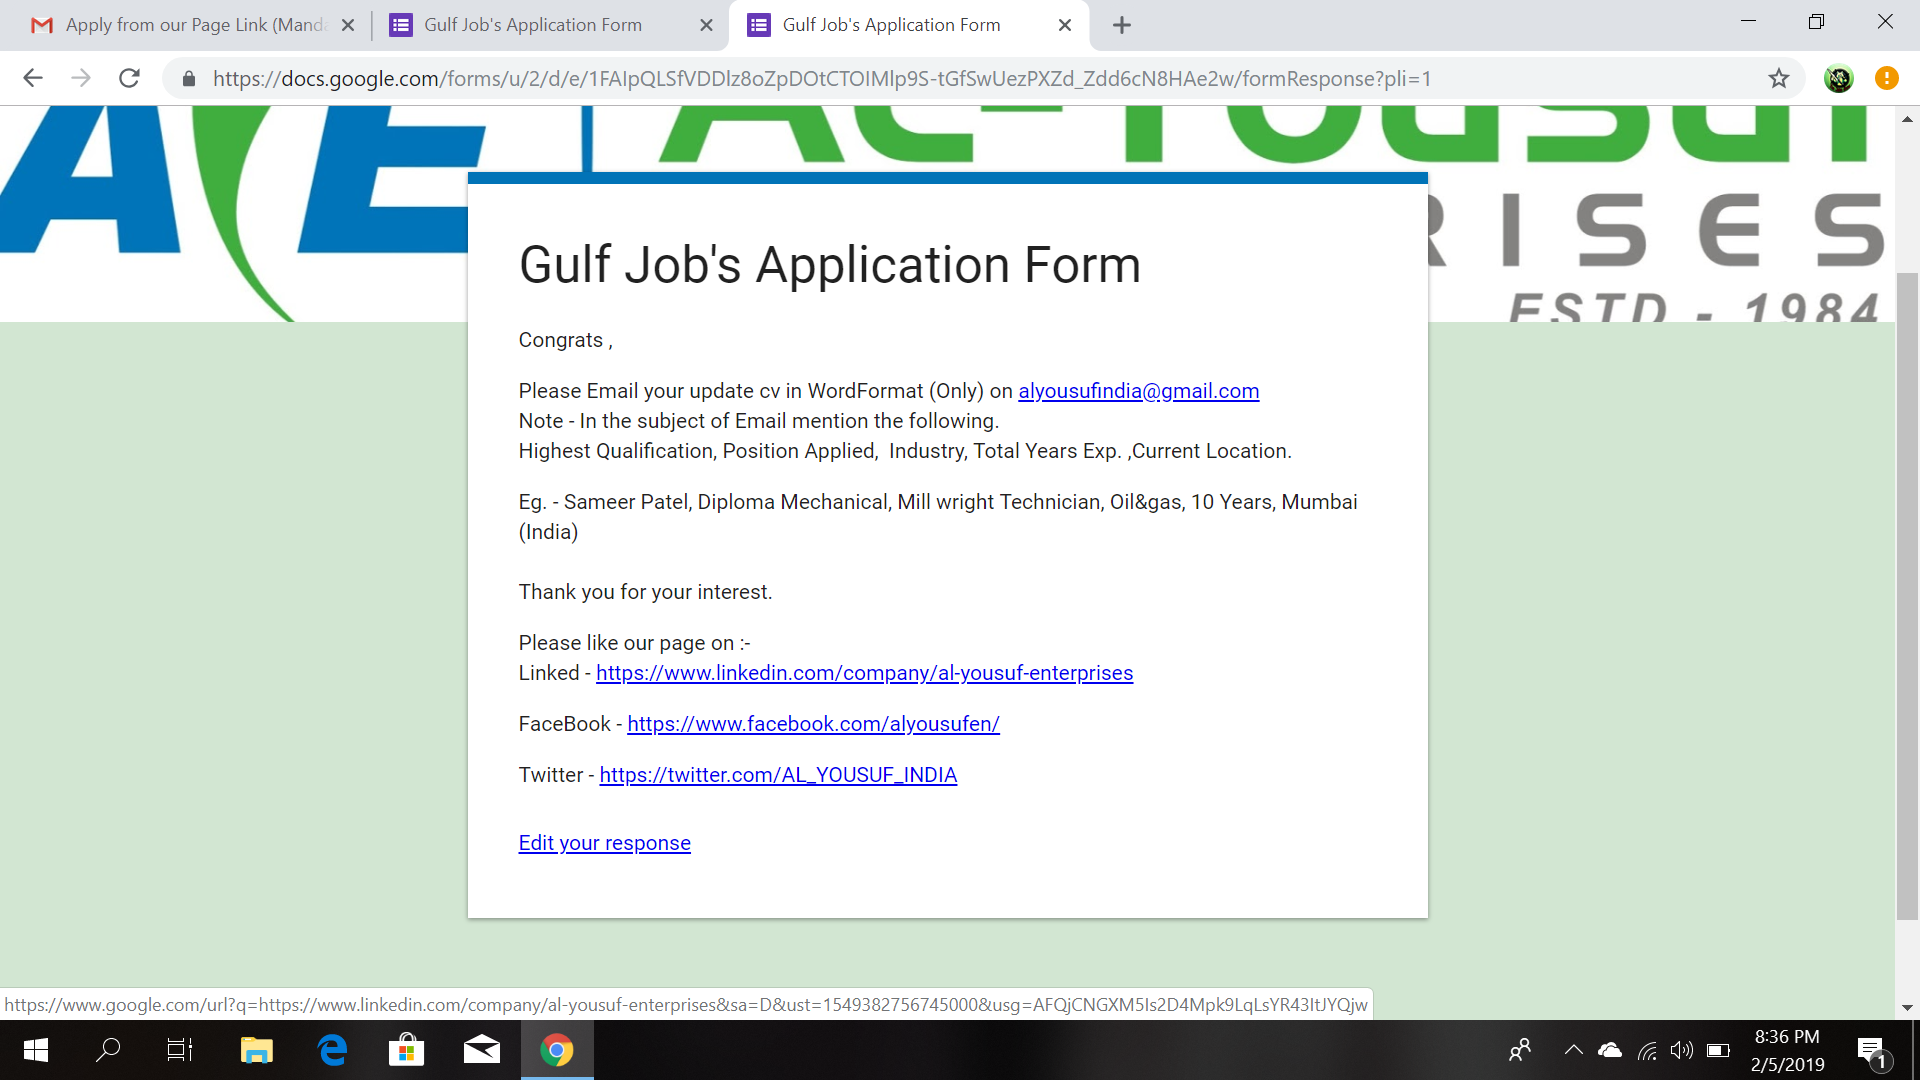 Apply from our Page Link (Manda
Gulf Job's Application Form
Gulf Job's Application Form
https://docs.google.com/forms/u/2/d/e/1FAIpQLSfVDDlz8oZpDOtCTOIMlp9S-tGfSwUezPXZd_Zdd6cN8HAe2w/formResponse?pli=1
AE AL-YOUSUF
RISES
ESTD - 1984
Gulf Job's Application Form
Congrats ,
Please Email your update cv in WordFormat (Only) on alyousufindia@gmail.com
Note - In the subject of Email mention the following.
Highest Qualification, Position Applied,  Industry, Total Years Exp. ,Current Location.
Eg. - Sameer Patel, Diploma Mechanical, Mill wright Technician, Oil&gas, 10 Years, Mumbai
(India)
Thank you for your interest.
Please like our page on :-
Linked - https://www.linkedin.com/company/al-yousuf-enterprises
FaceBook - https://www.facebook.com/alyousufen/
Twitter - https://twitter.com/AL_YOUSUF_INDIA
Edit your response
https://www.google.com/url?q=https://www.linkedin.com/company/al-yousuf-enterprises&sa=D&ust=1549382756745000&usg=AFQjCNGXM5Is2D4Mpk9LqLsYR43ItJYQjw
8:36 PM
2/5/2019
1